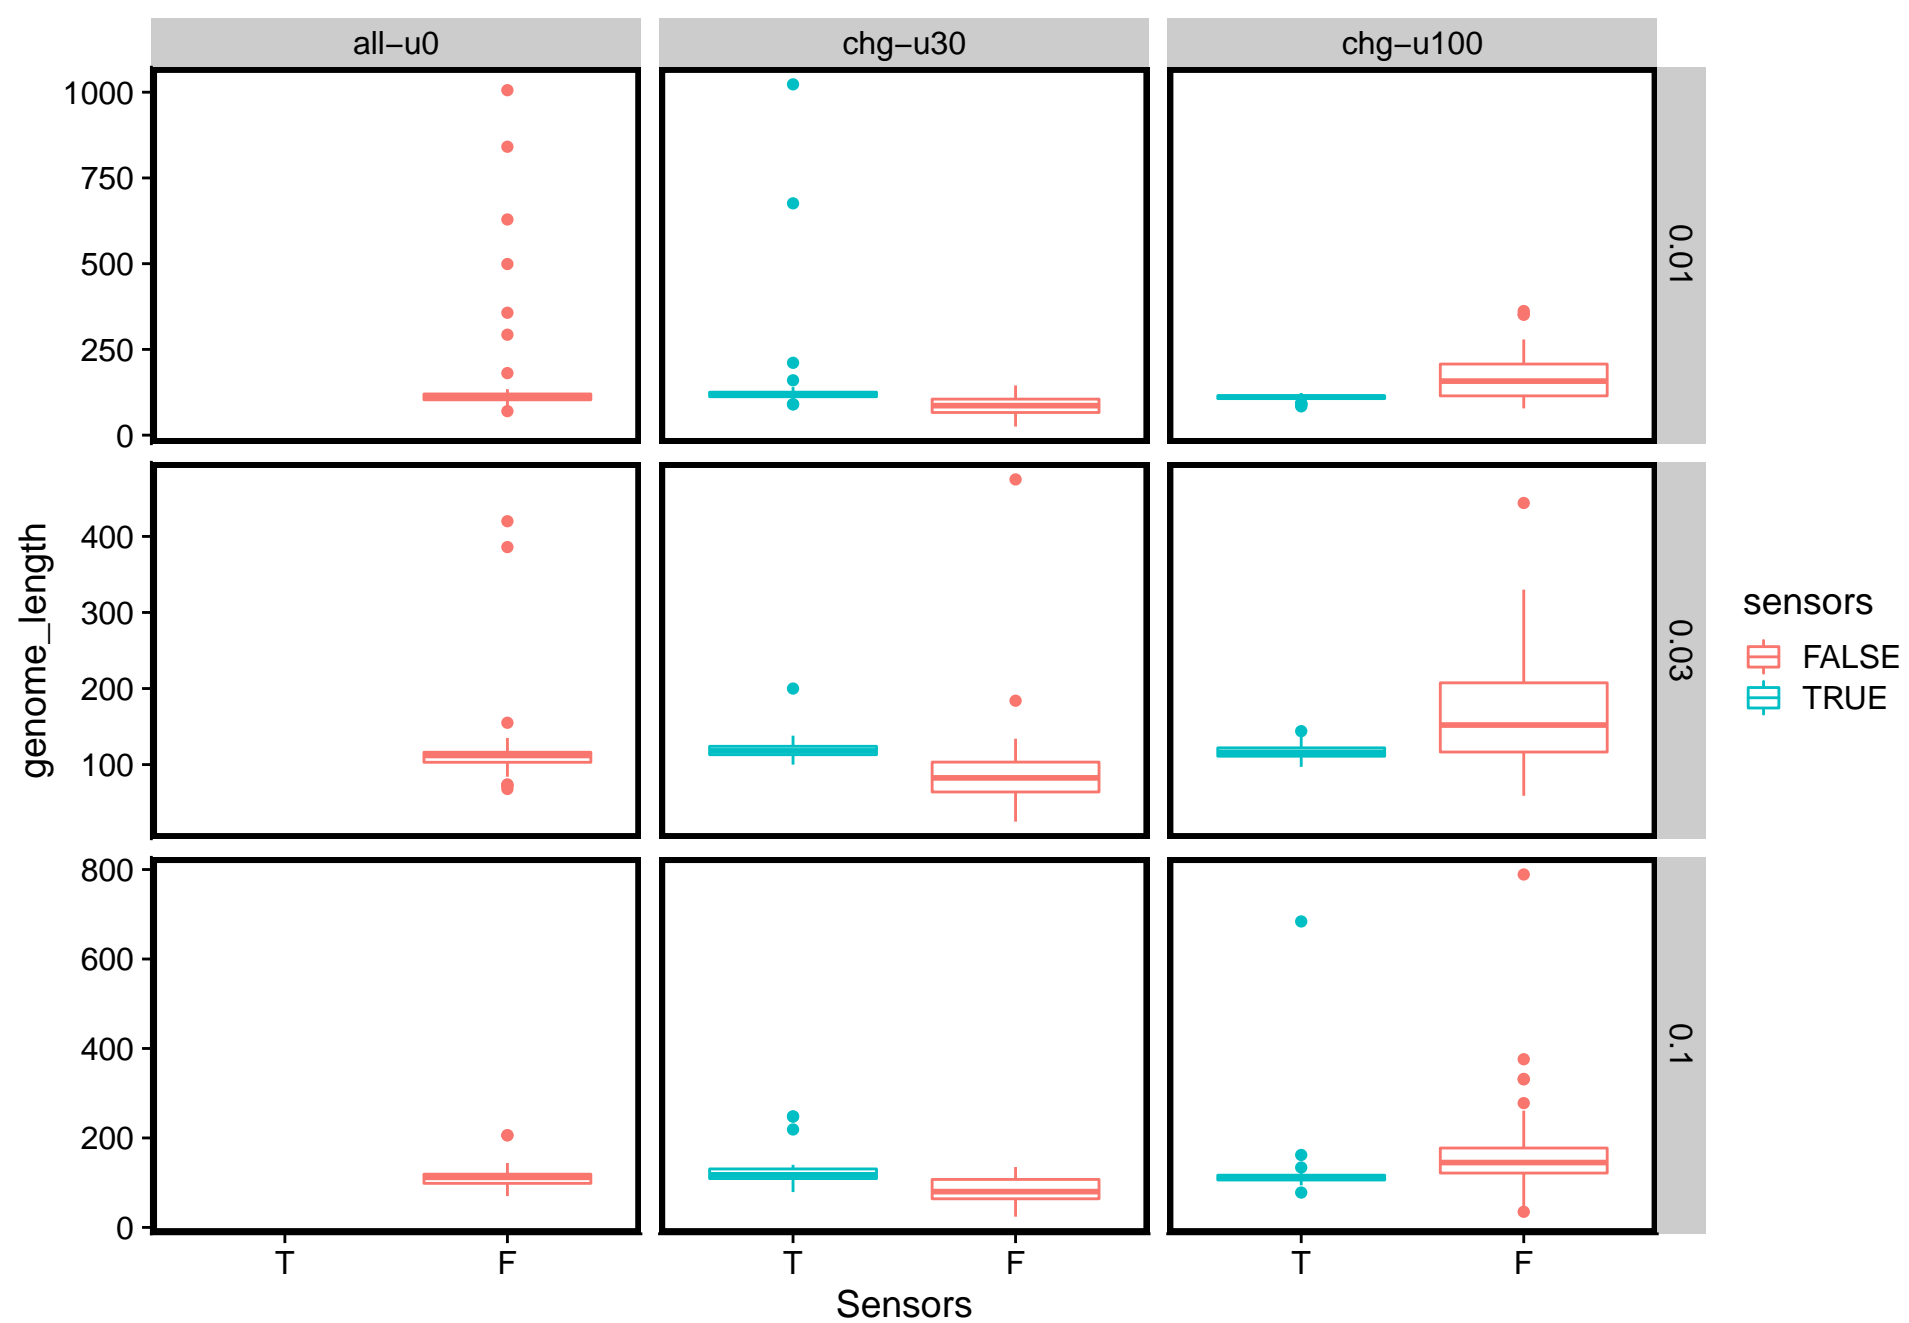 all−u0
chg−u30
chg−u100
1000
750
500
250
0
0.01
400
300
200
100
0.03
800
600
400
200
0
0.1
genome_length
T
F
T
F
T
F
Sensors
sensors
FALSE
TRUE